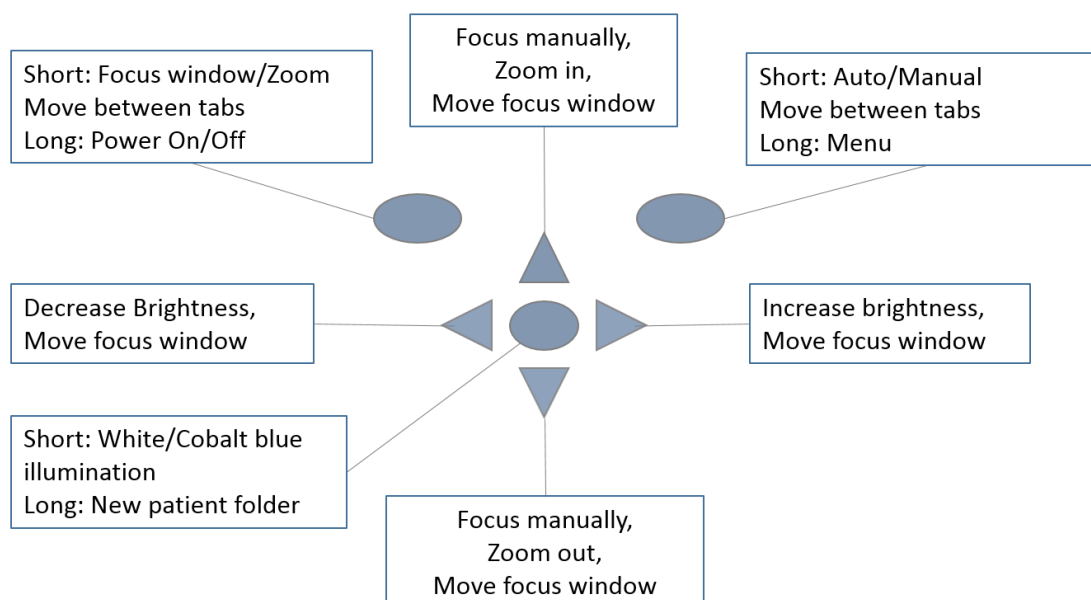 Focus manually,
Zoom in,
Move focus window
Short: Focus window/Zoom
Move between tabs
Long: Power On/Off
Short: Auto/Manual
Move between tabs
Long: Menu
Decrease Brightness,
Move focus window
Increase brightness,
Move focus window
Short: White/Cobalt blue
illumination
Long: New patient folder
Focus manually,
Zoom out,
Move focus window